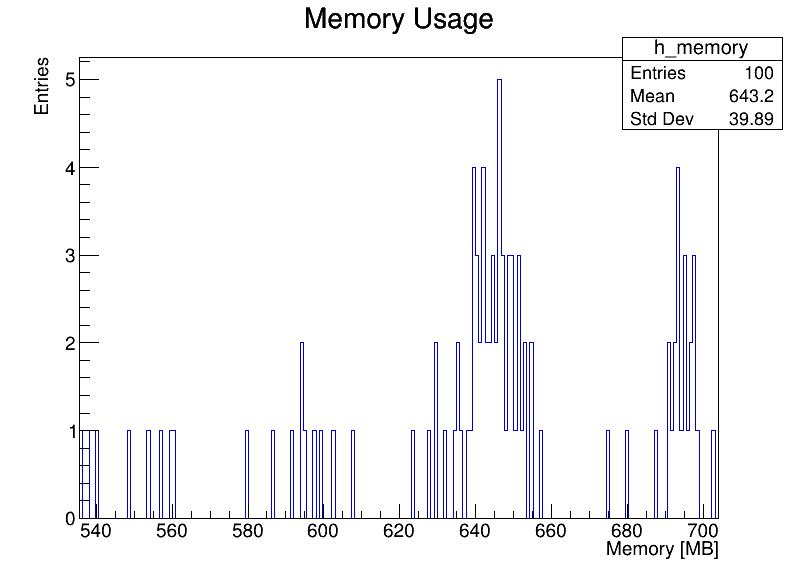 Memory Usage
h_memory
Entries 100
Mean 643.2
Std Dev 39.89
Entries
5
4
3
2
1
0
540 560 580 600 620 640 660 680 700
Memory [MB]